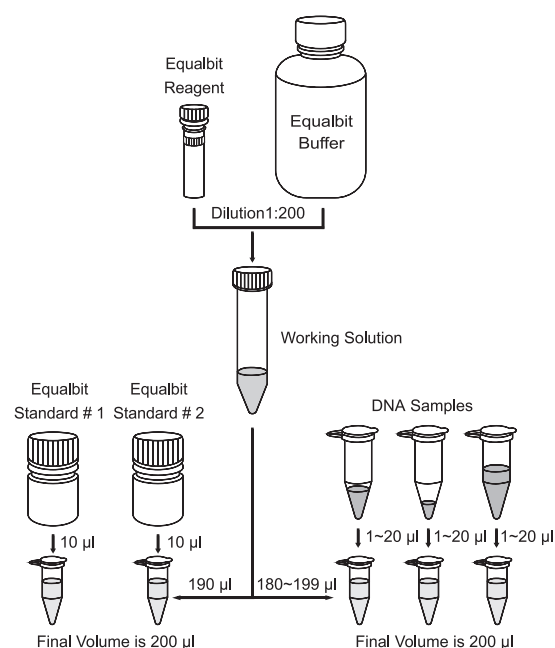 Equalbit
Reagent
Equalbit
Buffer
Dilution1:200
Working Solution
Equalbit
Standard # 1
Equalbit
Standard # 2
DNA Samples
10 µl
10 µl
1~20 µl
1~20 µl
1~20 µl
190 µl
180~199 µl
Final Volume is 200 µl
Final Volume is 200 µl